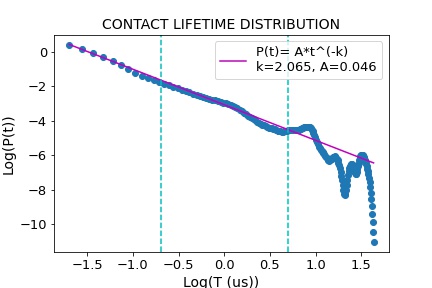 CONTACT LIFETIME DISTRIBUTION
P(t)= A*t^(-k)
k=2.065, A=0.046
Log(P(t))
0
−2
−4
−6
−8
−10
−1.5 −1.0 −0.5 0.0 0.5 1.0 1.5
Log(T (us))